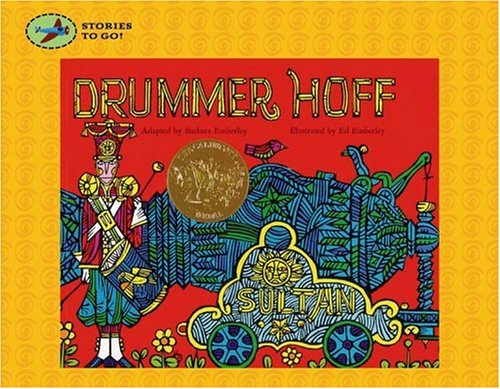 STORIES
TO GO!
DRUMMER HOFF
Adapted by Barbara Emberley Illustrated by Ed Emberley
SULTAN